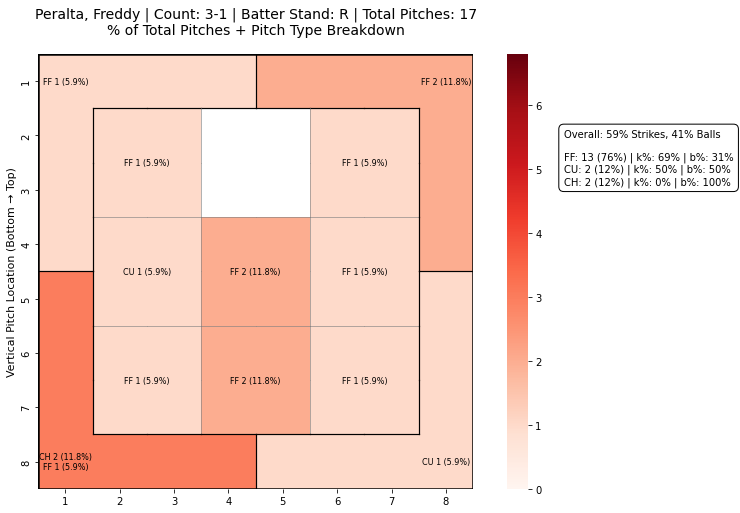 Peralta, Freddy | Count: 3-1 | Batter Stand: R | Total Pitches: 17
% of Total Pitches + Pitch Type Breakdown
FF 1 (5.9%)
FF 2 (11.8%)
FF 1 (5.9%)
FF 1 (5.9%)
CU 1 (5.9%)
FF 2 (11.8%)
FF 1 (5.9%)
FF 1 (5.9%)
FF 2 (11.8%)
FF 1 (5.9%)
CH 2 (11.8%)
FF 1 (5.9%)
CU 1 (5.9%)
Vertical Pitch Location (Bottom → Top)
1
2
3
4
5
6
7
8
1
2
3
4
5
6
7
8
6
5
4
3
2
1
0
Overall: 59% Strikes, 41% Balls
FF: 13 (76%) | k%: 69% | b%: 31%
CU: 2 (12%) | k%: 50% | b%: 50%
CH: 2 (12%) | k%: 0% | b%: 100%